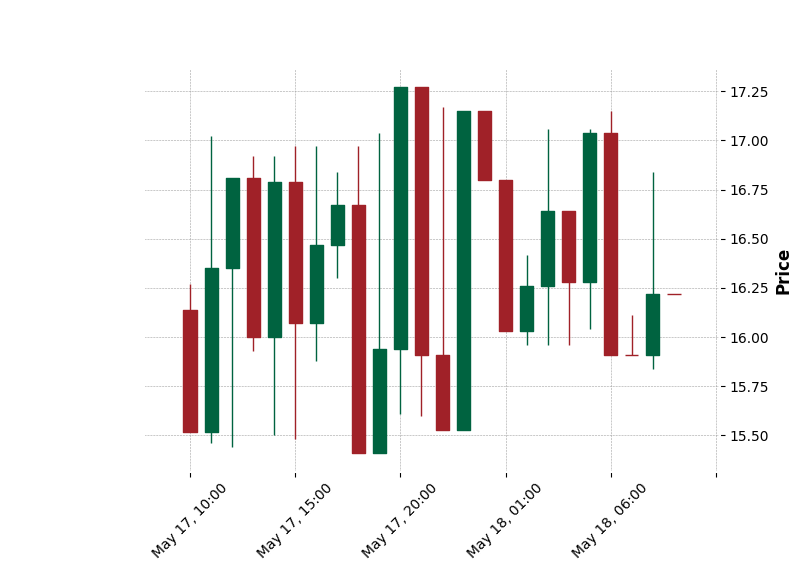 17.25
17.00
16.75
16.50
16.25
16.00
15.75
15.50
Price
May 17, 10:00
May 17, 15:00
May 17, 20:00
May 18, 01:00
May 18, 06:00